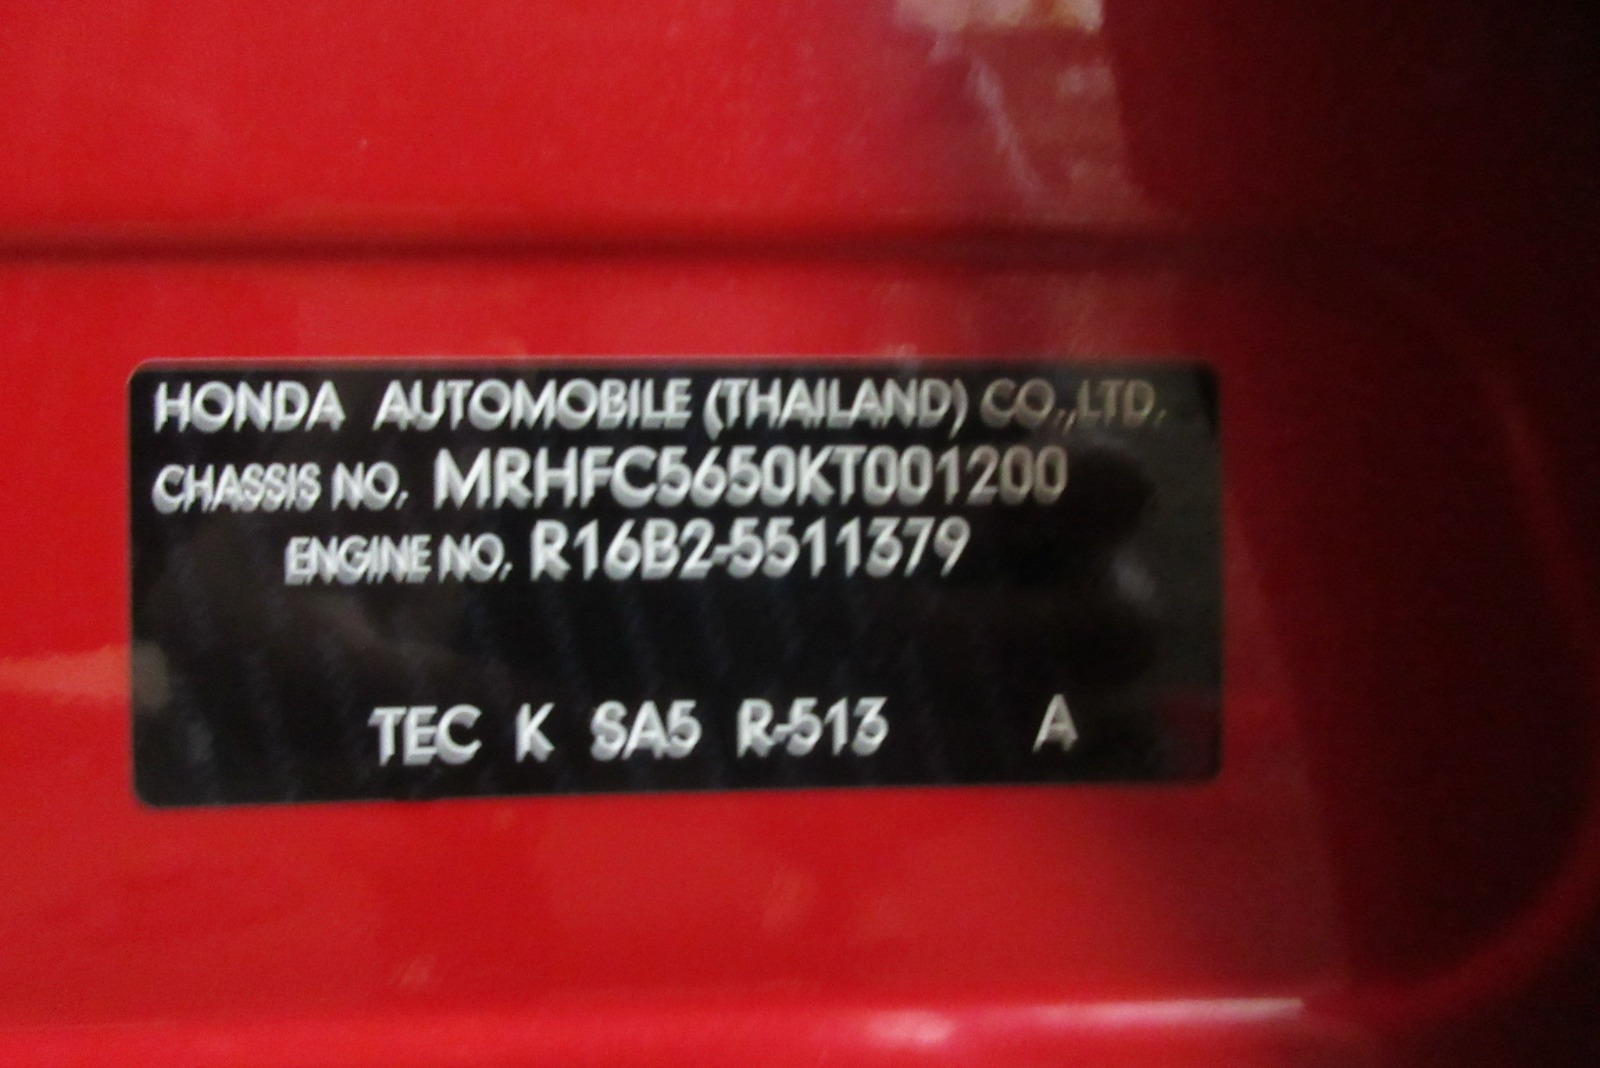 HONDA AUTOMOBILE (THAILAND) CO.,LTD.
CHASSIS NO. MRHFC5650KT001200
ENGINE NO. R16B2-5511379
TEC K SA5 R-513 A